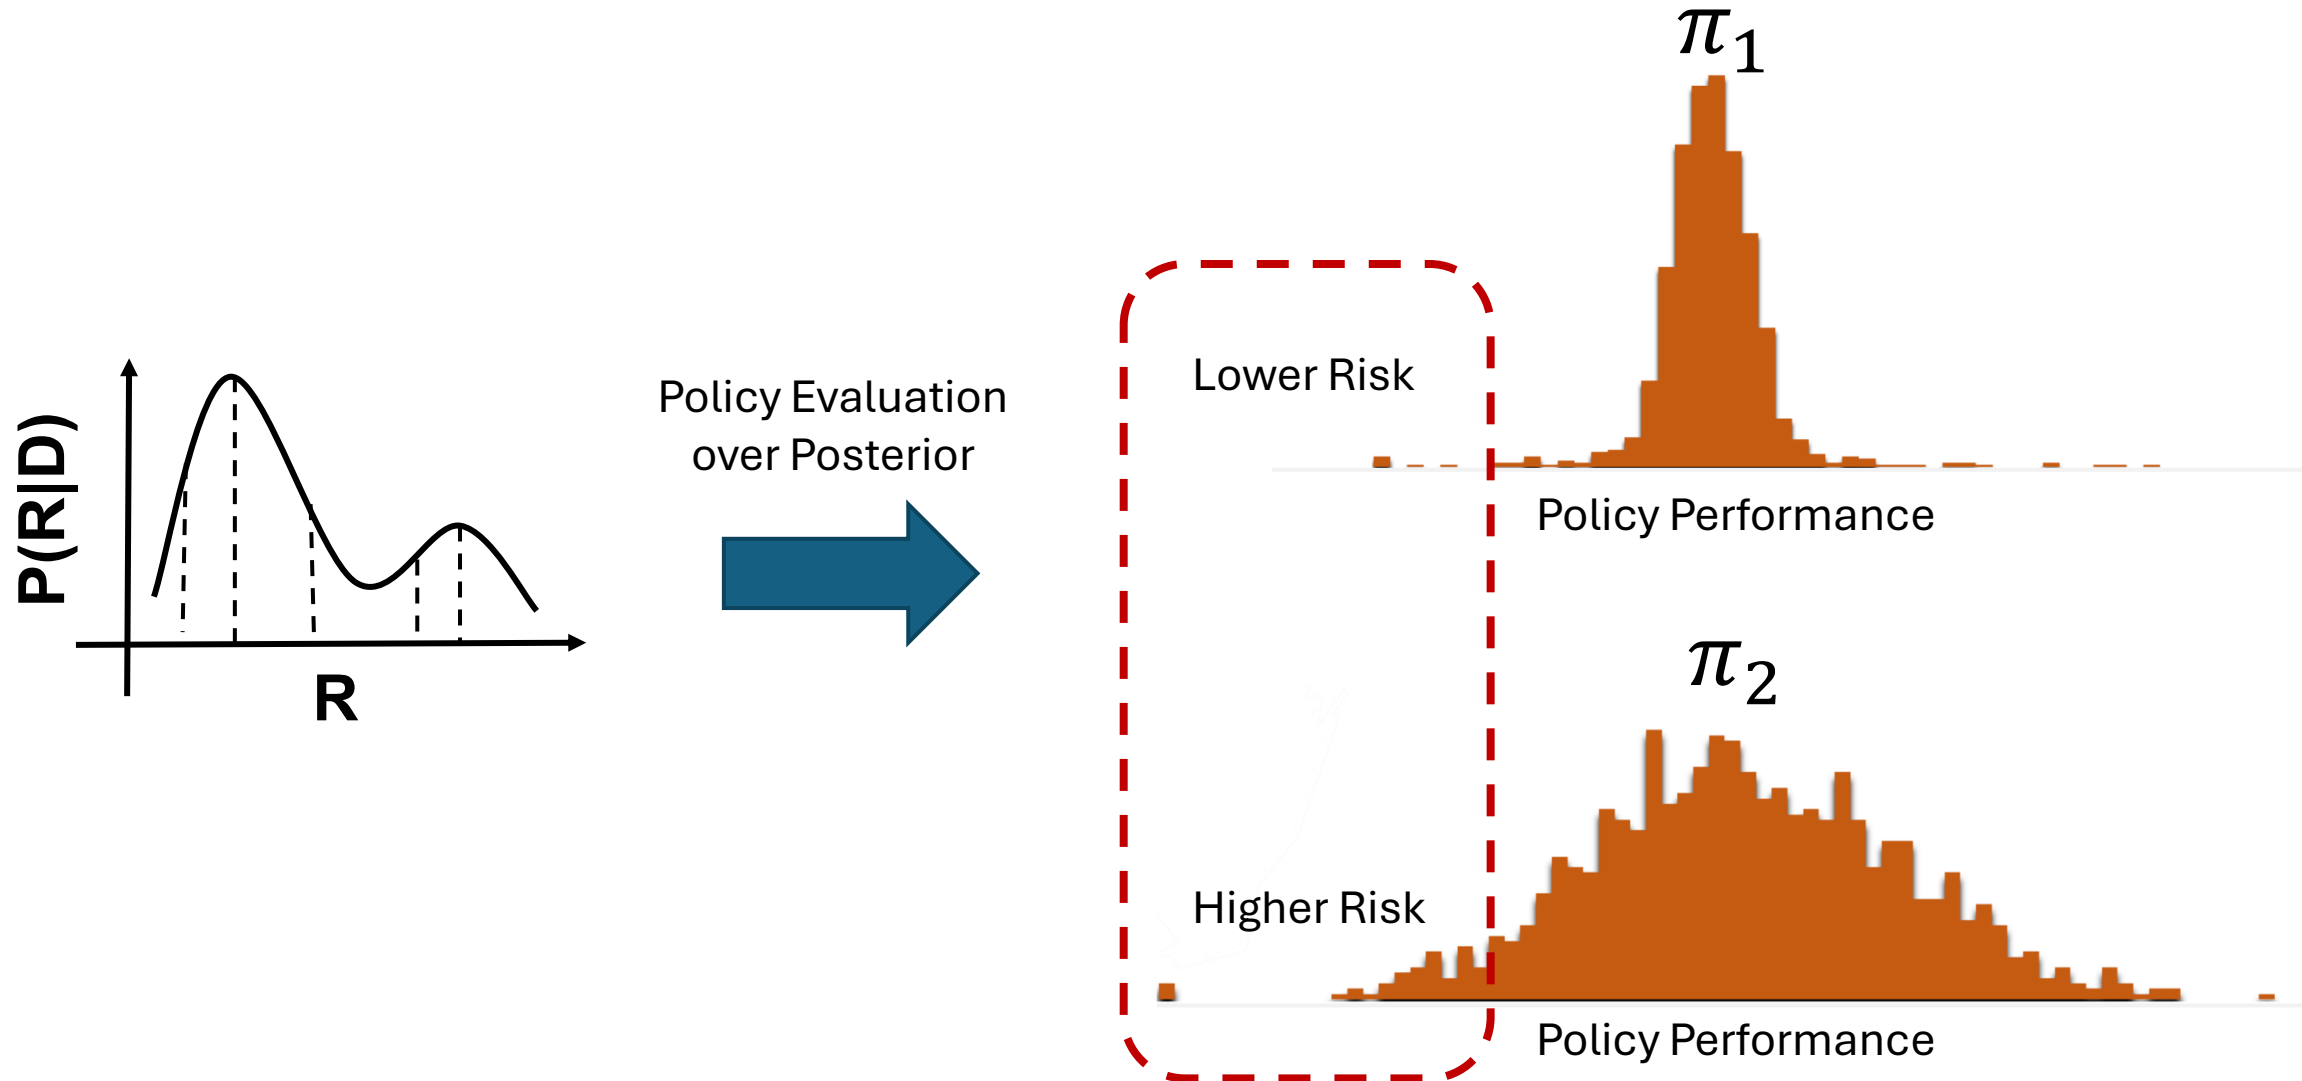 P(R|D)
R
Policy Evaluation
over Posterior
π1
Lower Risk
Policy Performance
π2
Higher Risk
Policy Performance